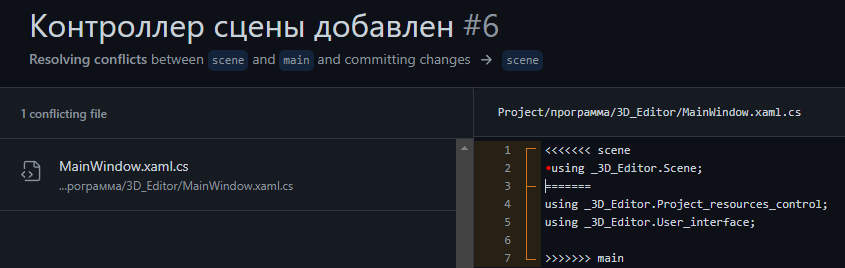 Контроллер сцены добавлен #6
Resolving conflicts between scene and main and committing changes → scene
1 conflicting file
MainWindow.xaml.cs
...рограмма/3D_Editor/MainWindow.xaml.cs
Project/программа/3D_Editor/MainWindow.xaml.cs
1 <<<<<<< scene
2 •using _3D_Editor.Scene;
3 =======
4 using _3D_Editor.Project_resources_control;
5 using _3D_Editor.User_interface;
6
7 >>>>>>> main